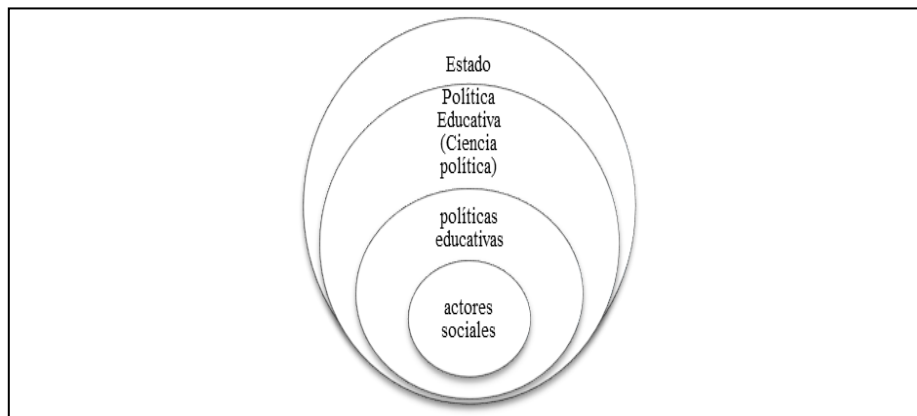 Estado
Política
Educativa
(Ciencia
política)
políticas
educativas
actores
sociales